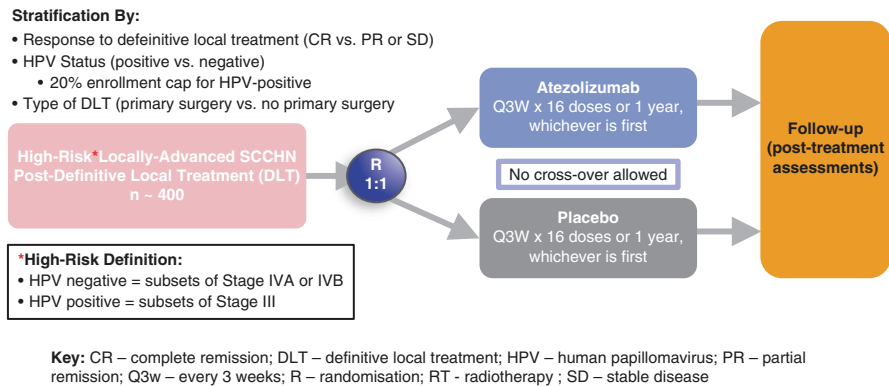 Stratification By:
• Response to defeinitive local treatment (CR vs. PR or SD)
• HPV Status (positive vs. negative)
• 20% enrollment cap for HPV-positive
• Type of DLT (primary surgery vs. no primary surgery
High-Risk*Locally-Advanced SCCHN
Post-Definitive Local Treatment (DLT)
n ~ 400
R
1:1
Atezolizumab
Q3W x 16 doses or 1 year,
whichever is first
No cross-over allowed
Placebo
Q3W x 16 doses or 1 year,
whichever is first
Follow-up
(post-treatment
assessments)
*High-Risk Definition:
• HPV negative = subsets of Stage IVA or IVB
• HPV positive = subsets of Stage III
Key: CR – complete remission; DLT – definitive local treatment; HPV – human papillomavirus; PR – partial
remission; Q3w – every 3 weeks; R – randomisation; RT - radiotherapy ; SD – stable disease